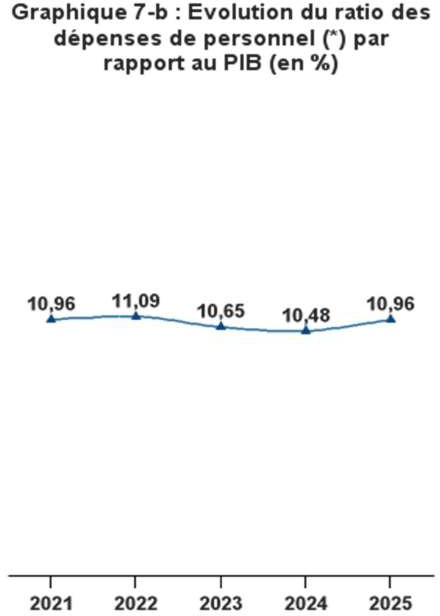 Graphique 7-b : Evolution du ratio des
dépenses de personnel (*) par
rapport au PIB (en %)
10,96 11,09 10,65 10,48 10,96
2021 2022 2023 2024 2025